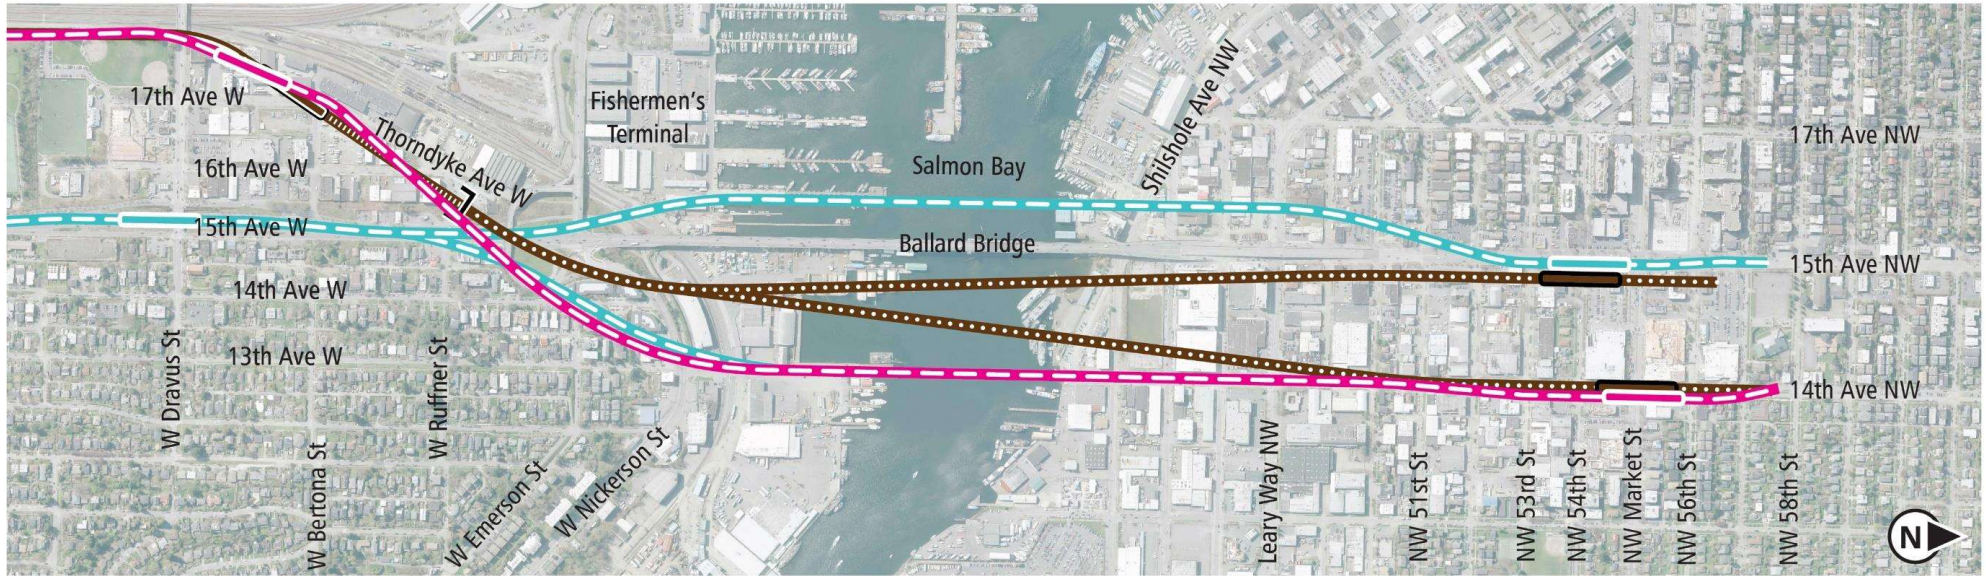 17th Ave W
16th Ave W
15th Ave W
14th Ave W
13th Ave W
W Dravus St
W Bertona St
W Ruffner St
W Emerson St
W Nickerson St
Thorndyke Ave W
Fishermen's
Terminal
Salmon Bay
Ballard Bridge
Shilshole Ave NW
Leary Way NW
NW 51st St
NW 53rd St
NW 54th St
NW Market St
NW 56th St
NW 58th St
17th Ave NW
15th Ave NW
14th Ave NW
N